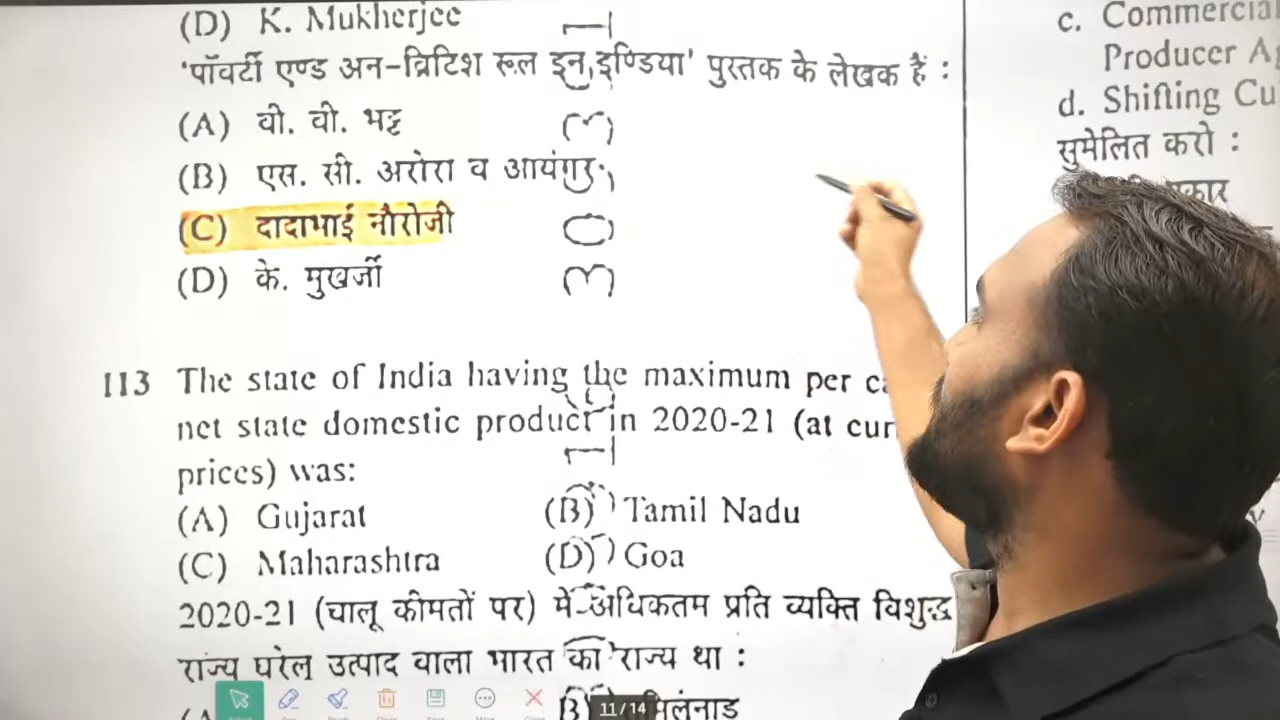 (D) K. Mukherjee
'पॉवर्टी एण्ड अन-ब्रिटिश रूल इन इण्डिया' पुस्तक के लेखक हैं :
(A) वी. वी. भट्ट
(B) एस. सी. अरोरा व आयंगर
(C) दादाभाई नौरोजी
(D) के. मुखर्जी
113 The state of India having the maximum per
net state domestic product in 2020-21 (at
prices) was:
(A) Gujarat (B) Tamil Nadu
(C) Maharashtra (D) Goa
2020-21 (चालू कीमतों पर) में अधिकतम प्रति व्यक्ति विशुद्ध
राज्य घरेलू उत्पाद वाला भारत का राज्य था :
11 / 14
c. Commercial
Producer
d. Shifting
सुमेलित करो :